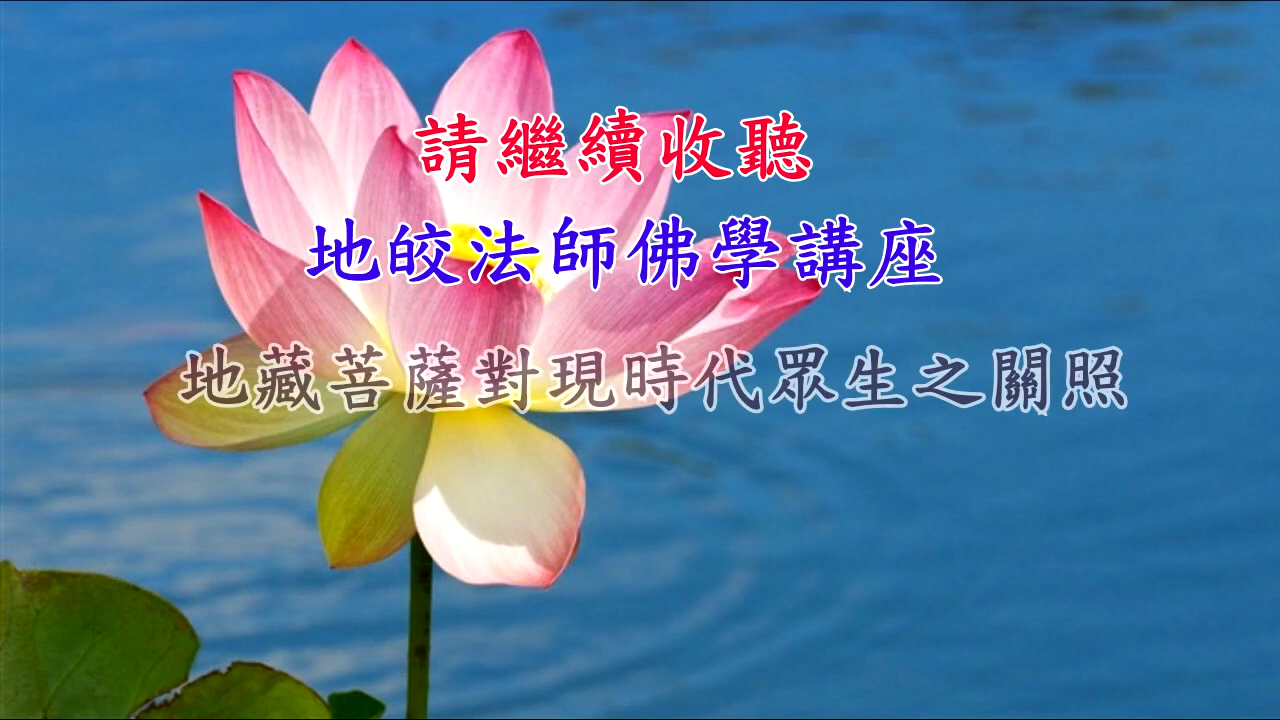 請繼續收聽
地皎法師佛學講座
地藏菩薩對現時代眾生之關照